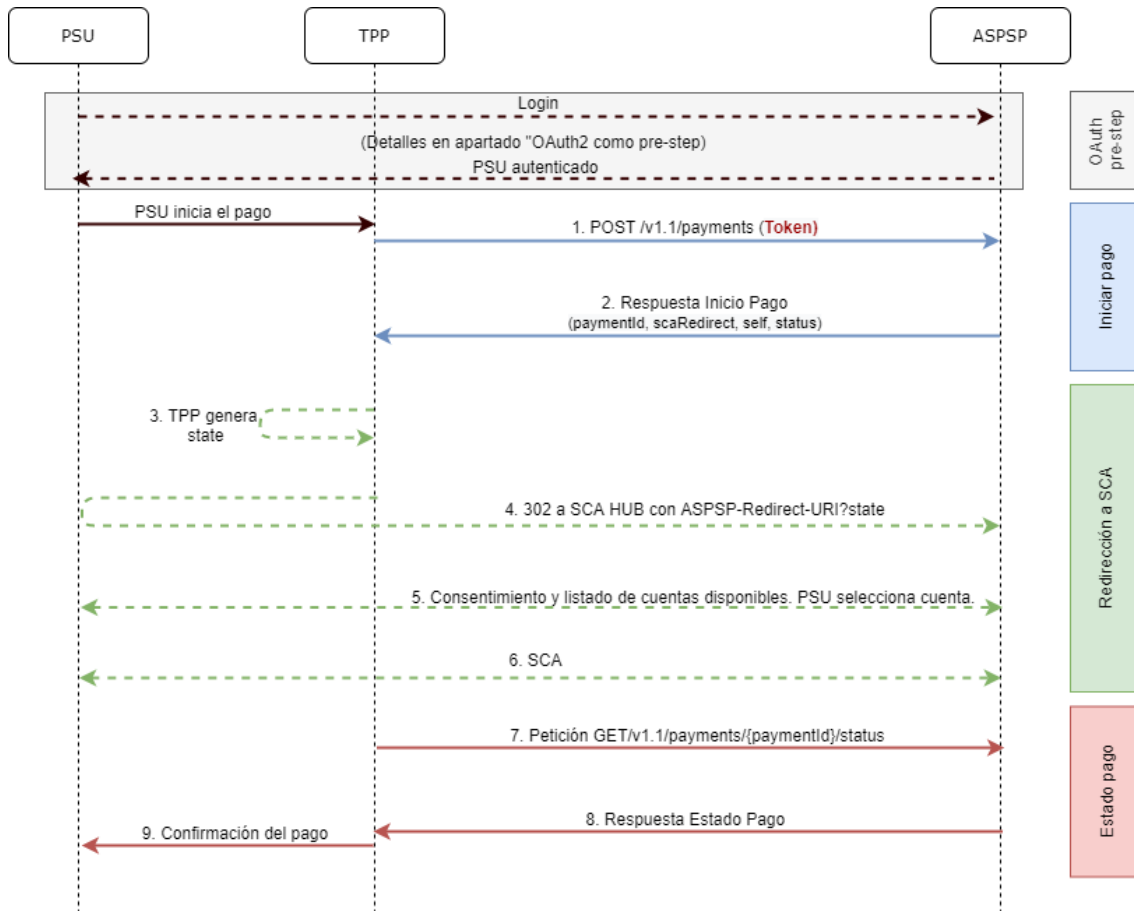 PSU
TPP
ASPSP
Login
(Detalles en apartado "OAuth2 como pre-step)
PSU autenticado
OAuth
pre-step
PSU inicia el pago
1. POST /v1.1/payments (Token)
2. Respuesta Inicio Pago
(paymentId, scaRedirect, self, status)
Iniciar pago
3. TPP genera
state
4. 302 a SCA HUB con ASPSP-Redirect-URI?state
5. Consentimiento y listado de cuentas disponibles. PSU selecciona cuenta.
6. SCA
Redirección a SCA
7. Petición GET/v1.1/payments/{paymentId}/status
8. Respuesta Estado Pago
9. Confirmación del pago
Estado pago